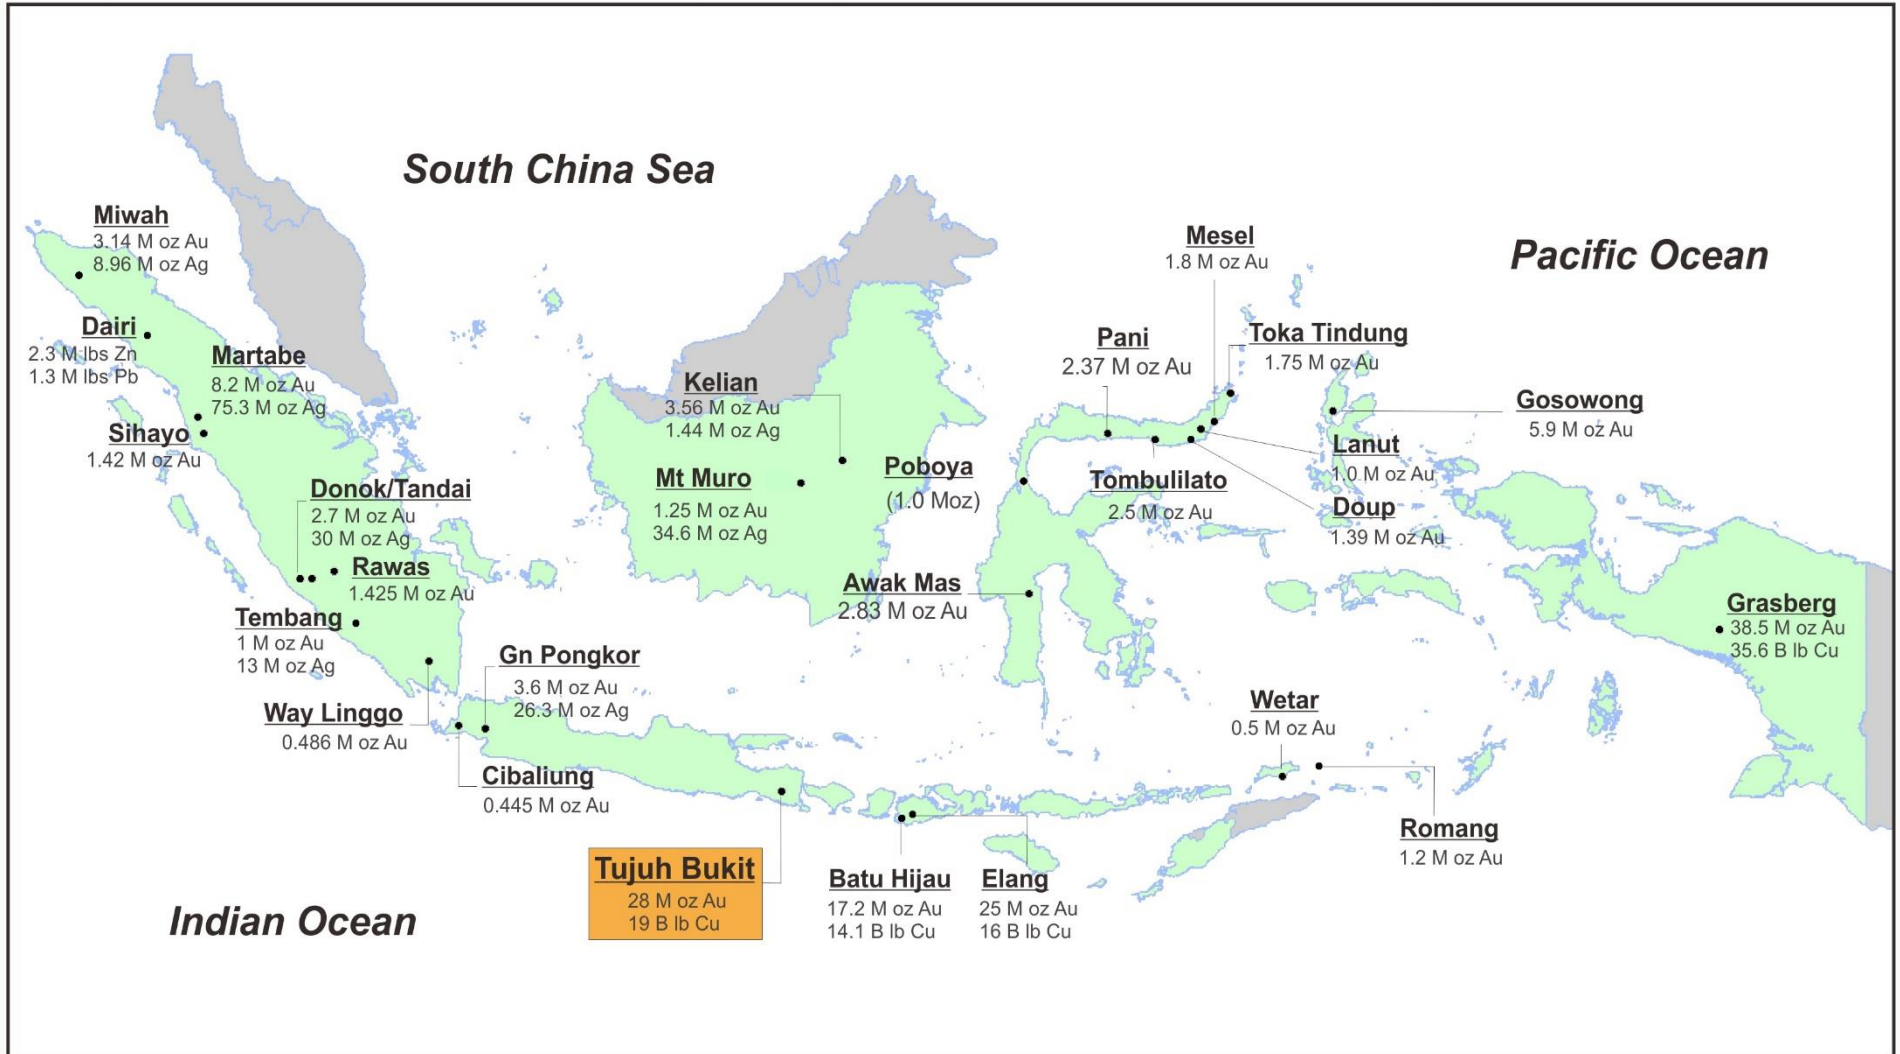 South China Sea
Pacific Ocean
Indian Ocean
Miwah
3.14 M oz Au
8.96 M oz Ag
Dairi
2.3 M lbs Zn
1.3 M lbs Pb
Martabe
8.2 M oz Au
75.3 M oz Ag
Sihayo
1.42 M oz Au
Donok/Tandai
2.7 M oz Au
30 M oz Ag
Rawas
1.425 M oz Au
Tembang
1 M oz Au
13 M oz Ag
Way Linggo
0.486 M oz Au
Gn Pongkor
3.6 M oz Au
26.3 M oz Ag
Cibaliung
0.445 M oz Au
Tujuh Bukit
28 M oz Au
19 B lb Cu
Batu Hijau
17.2 M oz Au
14.1 B lb Cu
Elang
25 M oz Au
16 B lb Cu
Kelian
3.56 M oz Au
1.44 M oz Ag
Mt Muro
1.25 M oz Au
34.6 M oz Ag
Poboya
(1.0 Moz)
Awak Mas
2.83 M oz Au
Pani
2.37 M oz Au
Mesel
1.8 M oz Au
Toka Tindung
1.75 M oz Au
Tombulilato
2.5 M oz Au
Lanut
1.0 M oz Au
Doup
1.39 M oz Au
Gosowong
5.9 M oz Au
Wetar
0.5 M oz Au
Romang
1.2 M oz Au
Grasberg
38.5 M oz Au
35.6 B lb Cu